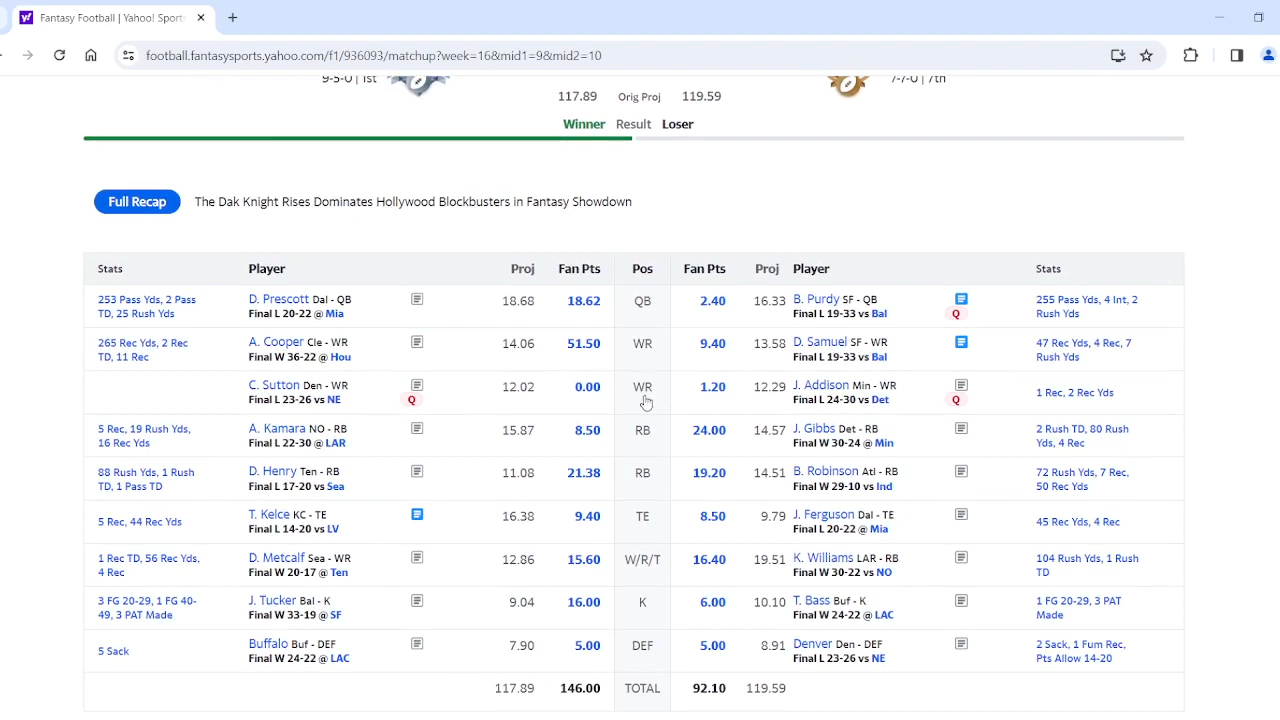 Fantasy Football | Yahoo! Sports
football.fantasysports.yahoo.com/f1/936093/matchup?week=16&mid1=9&mid2=10
9-5-0 | 1st
7-7-0 | 7th
117.89 Orig Proj 119.59
Winner Result Loser
Full Recap The Dak Knight Rises Dominates Hollywood Blockbusters in Fantasy Showdown
Stats Player Proj Fan Pts Pos Fan Pts Proj Player Stats
253 Pass Yds, 2 Pass D. Prescott Dal - QB 18.68 18.62 QB 2.40 16.33 B. Purdy SF - QB 255 Pass Yds, 4 Int, 2
TD, 25 Rush Yds Final L 20-22 @ Mia Final L 19-33 vs Bal Q Rush Yds
265 Rec Yds, 2 Rec A. Cooper Cle - WR 14.06 51.50 WR 9.40 13.58 D. Samuel SF - WR 47 Rec Yds, 4 Rec, 7
TD, 11 Rec Final W 36-22 @ Hou Final L 19-33 vs Bal Rush Yds
C. Sutton Den - WR 12.02 0.00 WR 1.20 12.29 J. Addison Min - WR 1 Rec, 2 Rec Yds
Final L 23-26 vs NE Q Final L 24-30 vs Det Q
5 Rec, 19 Rush Yds, A. Kamara NO - RB 15.87 8.50 RB 24.00 14.57 J. Gibbs Det - RB 2 Rush TD, 80 Rush
16 Rec Yds Final L 22-30 @ LAR Final W 30-24 @ Min Yds, 4 Rec
88 Rush Yds, 1 Rush D. Henry Ten - RB 11.08 21.38 RB 19.20 14.51 B. Robinson Atl - RB 72 Rush Yds, 7 Rec,
TD, 1 Pass TD Final L 17-20 vs Sea Final W 29-10 vs Ind 50 Rec Yds
5 Rec, 44 Rec Yds T. Kelce KC - TE 16.38 9.40 TE 8.50 9.79 J. Ferguson Dal - TE 45 Rec Yds, 4 Rec
Final L 14-20 vs LV Final L 20-22 @ Mia
1 Rec TD, 56 Rec Yds, D. Metcalf Sea - WR 12.86 15.60 W/R/T 16.40 19.51 K. Williams LAR - RB 104 Rush Yds, 1 Rush
4 Rec Final W 20-17 @ Ten Final W 30-22 vs NO TD
3 FG 20-29, 1 FG 40- J. Tucker Bal - K 9.04 16.00 K 6.00 10.10 T. Bass Buf - K 1 FG 20-29, 3 PAT
49, 3 PAT Made Final W 33-19 @ SF Final W 24-22 @ LAC Made
5 Sack Buffalo Buf - DEF 7.90 5.00 DEF 5.00 8.91 Denver Den - DEF 2 Sack, 1 Fum Rec,
Final W 24-22 @ LAC Final L 23-26 vs NE Pts Allow 14-20
117.89 146.00 TOTAL 92.10 119.59